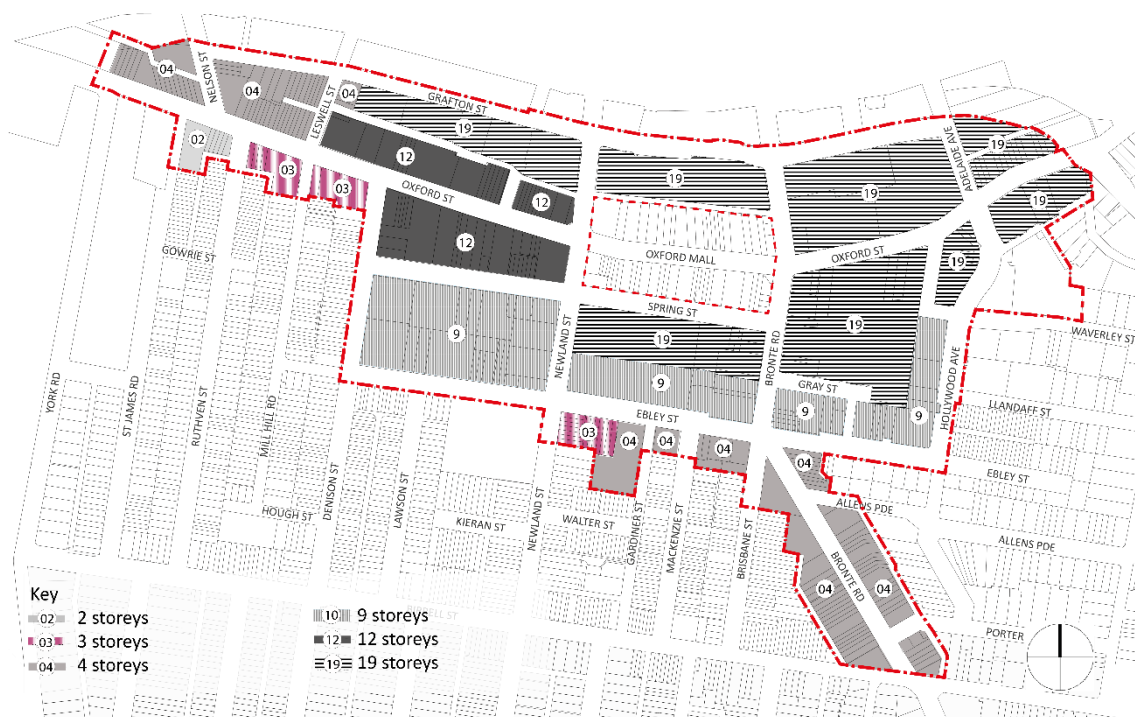 04
NELSON ST
04
LESWELL ST
04
GRAFTON ST
19
02
03
03
12
12
OXFORD ST
12
19
OXFORD MALL
19
OXFORD ST
ADELAIDE AVE
19
19
19
19
GOWRIE ST
SPRING ST
9
NEWLAND ST
19
BRONTE RD
9
GRAY ST
9
9
HOLLYWOOD AVE
WAVERLEY ST
LLANDAFF ST
YORK RD
ST JAMES RD
RUTHVEN ST
MILL HILL RD
DENISON ST
LAWSON ST
EBLEY ST
03
04
04
04
04
EBLEY ST
ALLENS PDE
ALLENS PDE
HOUGH ST
KIERAN ST
NEWLAND ST
WALTER ST
GARDINER ST
MACKENZIE ST
BRISBANE ST
BRONTE RD
04
04
PORTER
Key
02 2 storeys
03 3 storeys
04 4 storeys
10 9 storeys
12 12 storeys
19 19 storeys